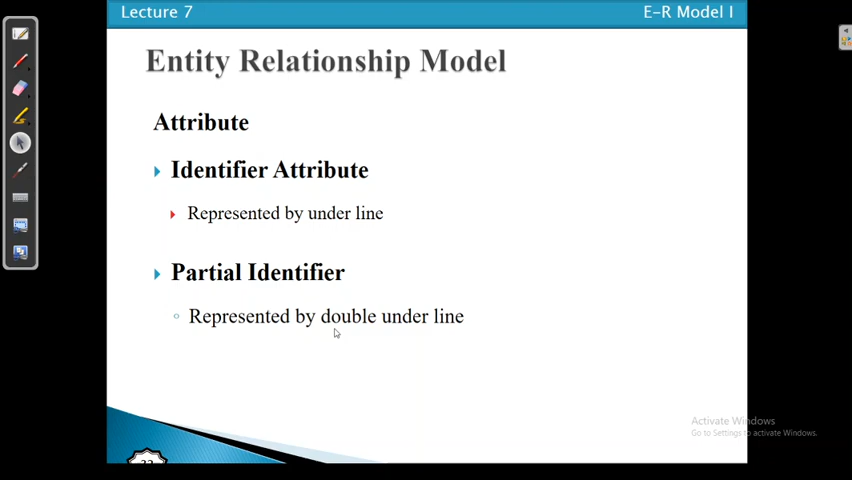 Lecture 7
E-R Model I
Entity Relationship Model
Attribute
Identifier Attribute
Represented by under line
Partial Identifier
Represented by double under line
Activate Windows
Go to Settings to activate Windows.